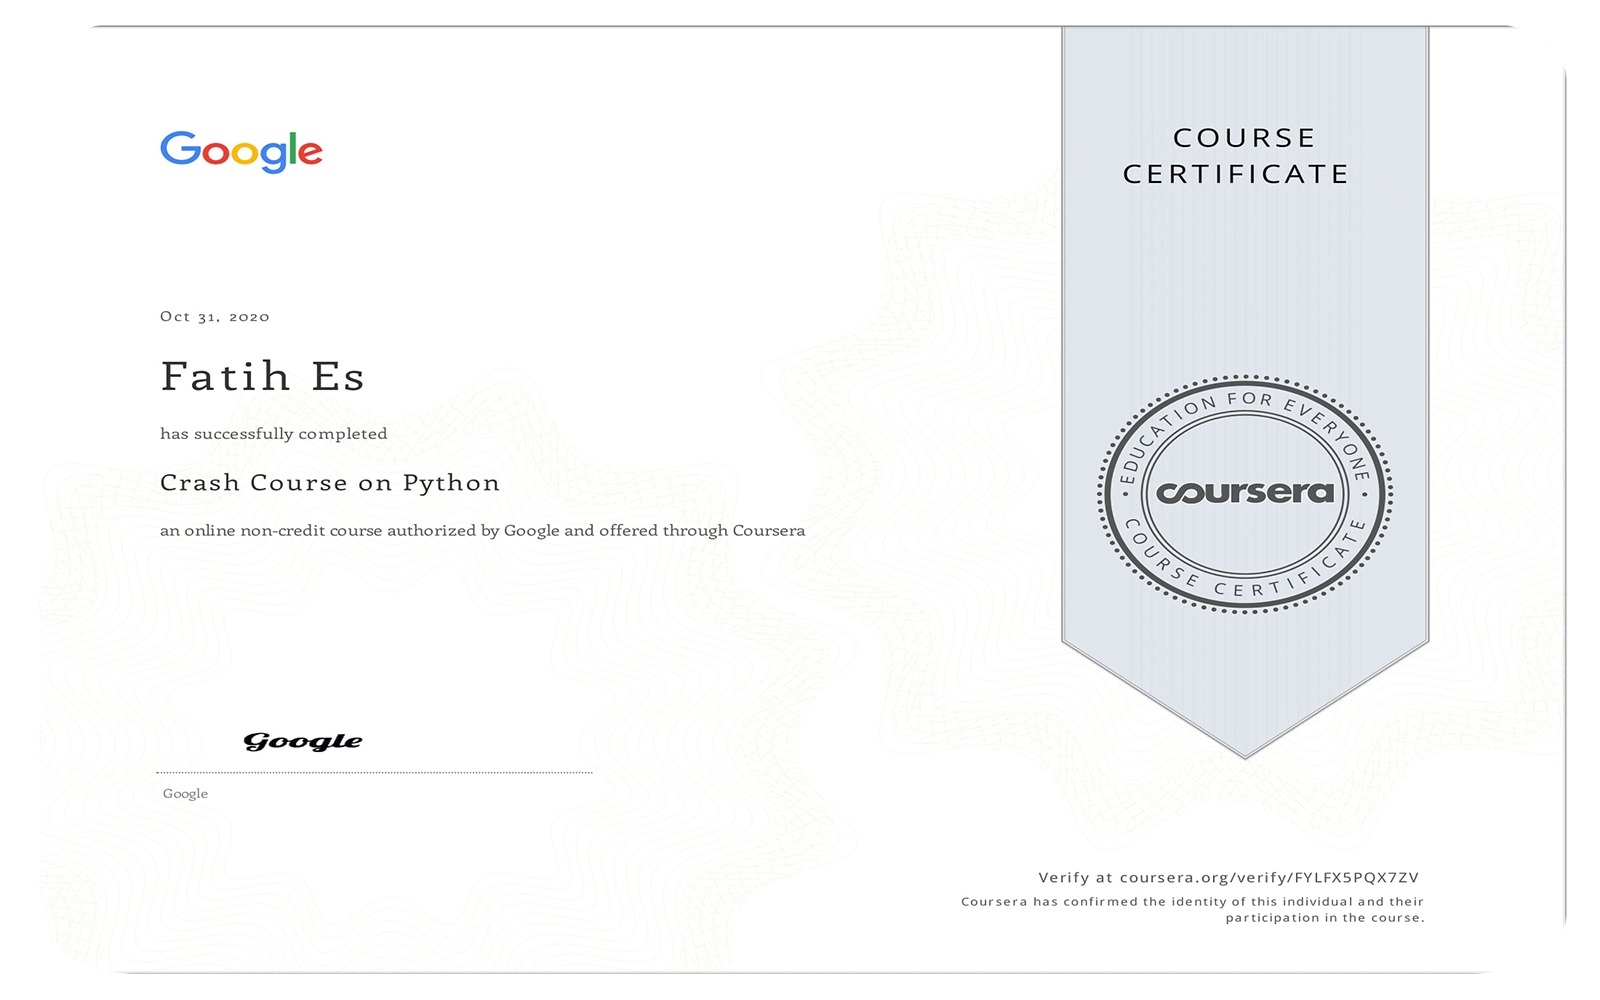 Google
COURSE
CERTIFICATE
Oct 31, 2020
Fatih Es
has successfully completed
Crash Course on Python
an online non-credit course authorized by Google and offered through Coursera
EDUCATION FOR EVERYONE
coursera
COURSE CERTIFICATE
Google
Google
Verify at coursera.org/verify/FYLFX5PQX7ZV
Coursera has confirmed the identity of this individual and their
participation in the course.